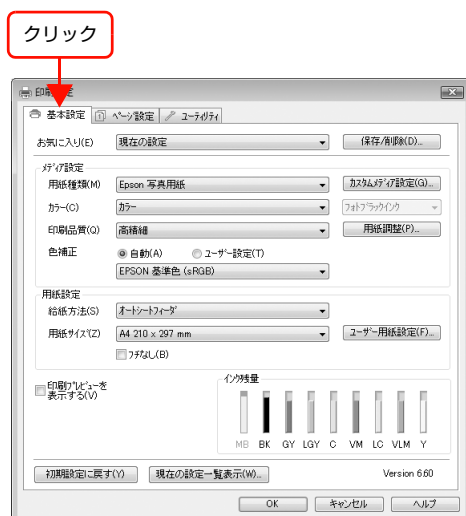 クリック
印刷設定
基本設定 ページ設定 ユーティリティ
お気に入り(E) 現在の設定 保存/削除(D)...
メディア設定
用紙種類(M) Epson 写真用紙 カスタムメディア設定(G)...
カラー(C) カラー フォトブラックインク
印刷品質(Q) 高精細 用紙調整(P)...
色補正 自動(A) ユーザー設定(T)
EPSON 基準色 (sRGB)
用紙設定
給紙方法(S) オートシートフィーダ
用紙サイズ(Z) A4 210 x 297 mm ユーザー用紙設定(F)...
フチなし(B)
印刷プレビューを
表示する(V)
インク残量
MB BK GY LGY C VM LC VLM Y
初期設定に戻す(Y) 現在の設定一覧表示(W)... Version 6.60
OK キャンセル ヘルプ